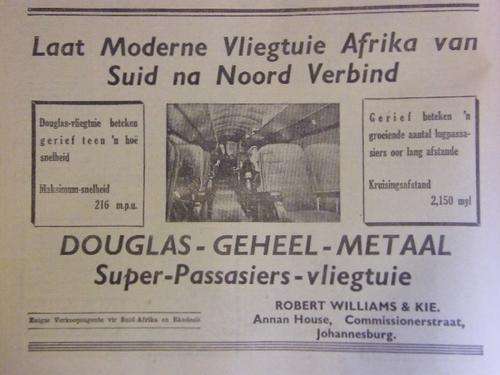 Laat Moderne Vliegtuie Afrika van
Suid na Noord Verbind
Douglas-vliegtuie beteken
gerief teen 'n hoë
snelheid
Maksimum-snelheid
216 m.p.u.
Gerief beteken 'n
groeiende aantal lugpassa-
siers oor lang afstande
Kruisingsafstand
2,150 myl
DOUGLAS - GEHEEL - METAAL
Super-Passasiers-vliegtuie
Enigste Verkoopagente vir Suid-Afrika en Rhodesië.
ROBERT WILLIAMS & KIE.
Annan House, Commissionerstraat,
Johannesburg.